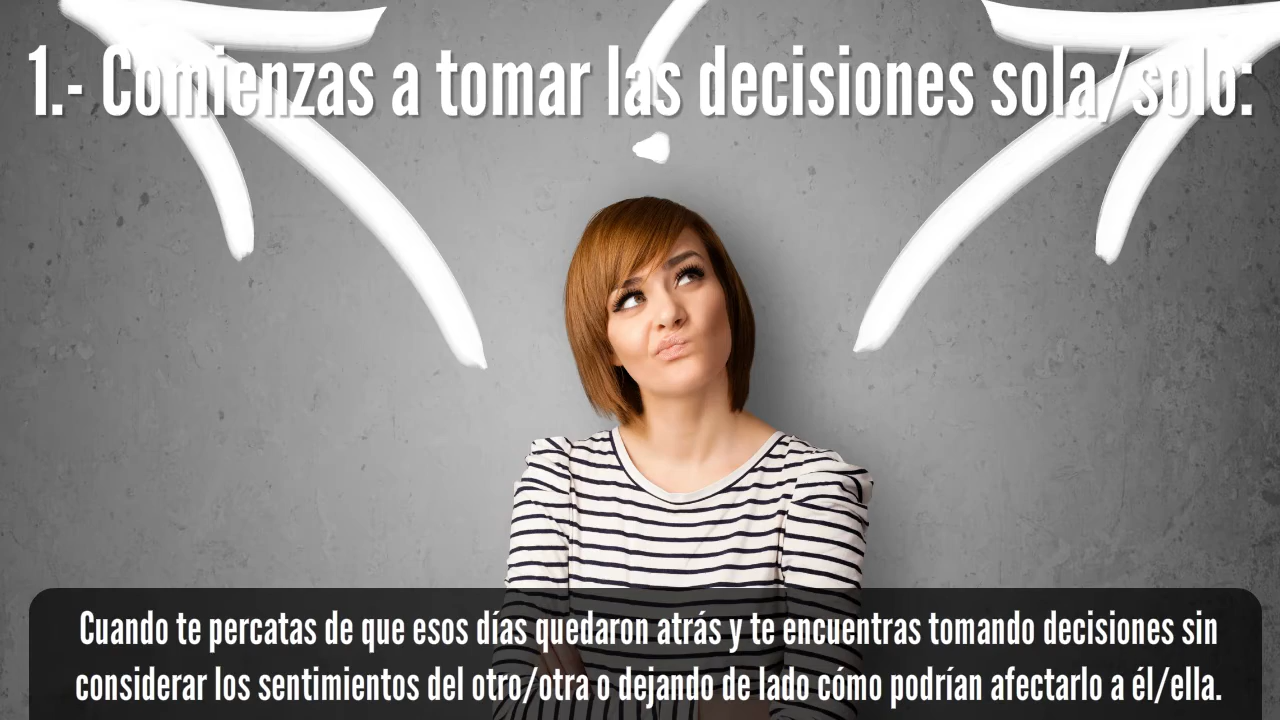 1.- Comienzas a tomar las decisiones sola/solo:
Cuando te percatas de que esos días quedaron atrás y te encuentras tomando decisiones sin
considerar los sentimientos del otro/otra o dejando de lado cómo podrían afectarlo a él/ella.